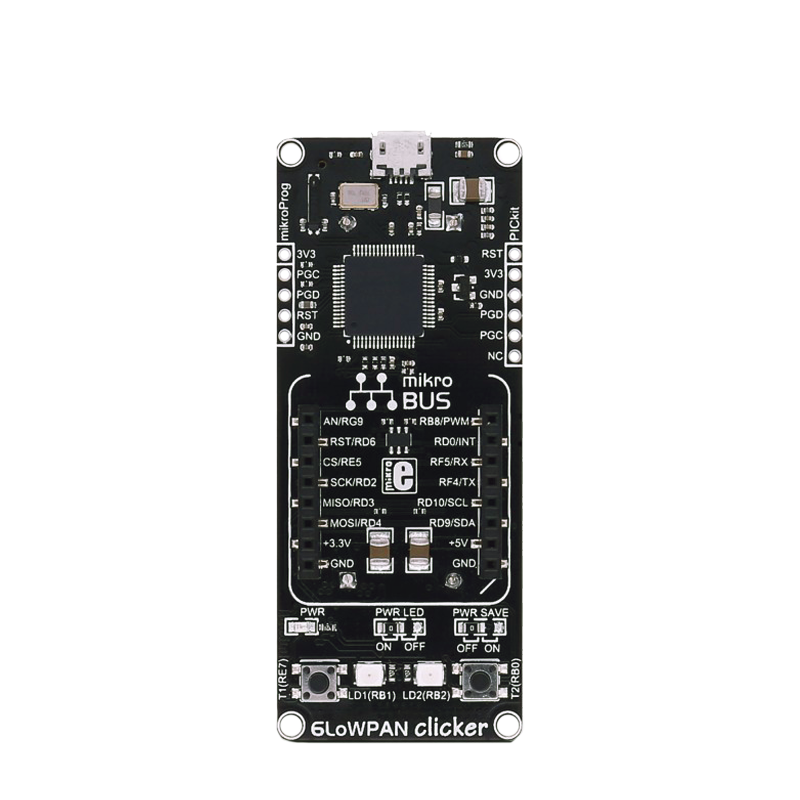 mikroProg
PICkit
3V3
PGC
PGD
RST
GND
RST
3V3
GND
PGD
PGC
NC
mikro
BUS
AN/RG9
RST/RD6
CS/RE5
SCK/RD2
MISO/RD3
MOSI/RD4
+3.3V
GND
RB8/PWM
RD0/INT
RF5/RX
RF4/TX
RD10/SCL
RD9/SDA
+5V
GND
mikro
e
PWR
PWR LED
ON OFF
PWR SAVE
OFF ON
T1(RE7)
LD1(RB1)
LD2(RB2)
T2(RB0)
6LoWPAN clicker